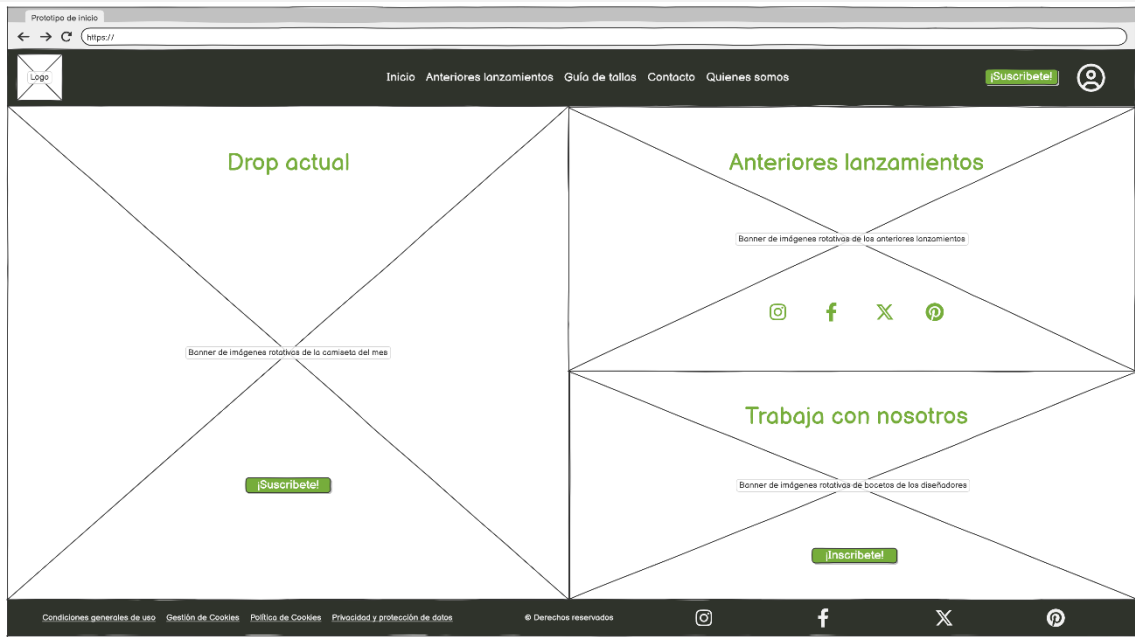 Prototipo de inicio
https://
Logo
Inicio Anteriores lanzamientos Guía de tallas Contacto Quienes somos
¡Suscribete!
Drop actual
Banner de imágenes rotativas de la camiseta del mes
¡Suscribete!
Anteriores lanzamientos
Banner de imágenes rotativas de los anteriores lanzamientos
Trabaja con nosotros
Banner de imágenes rotativas de bocetos de los diseñadores
¡Inscribete!
Condiciones generales de uso Gestión de Cookies Política de Cookies Privacidad y protección de datos © Derechos reservados